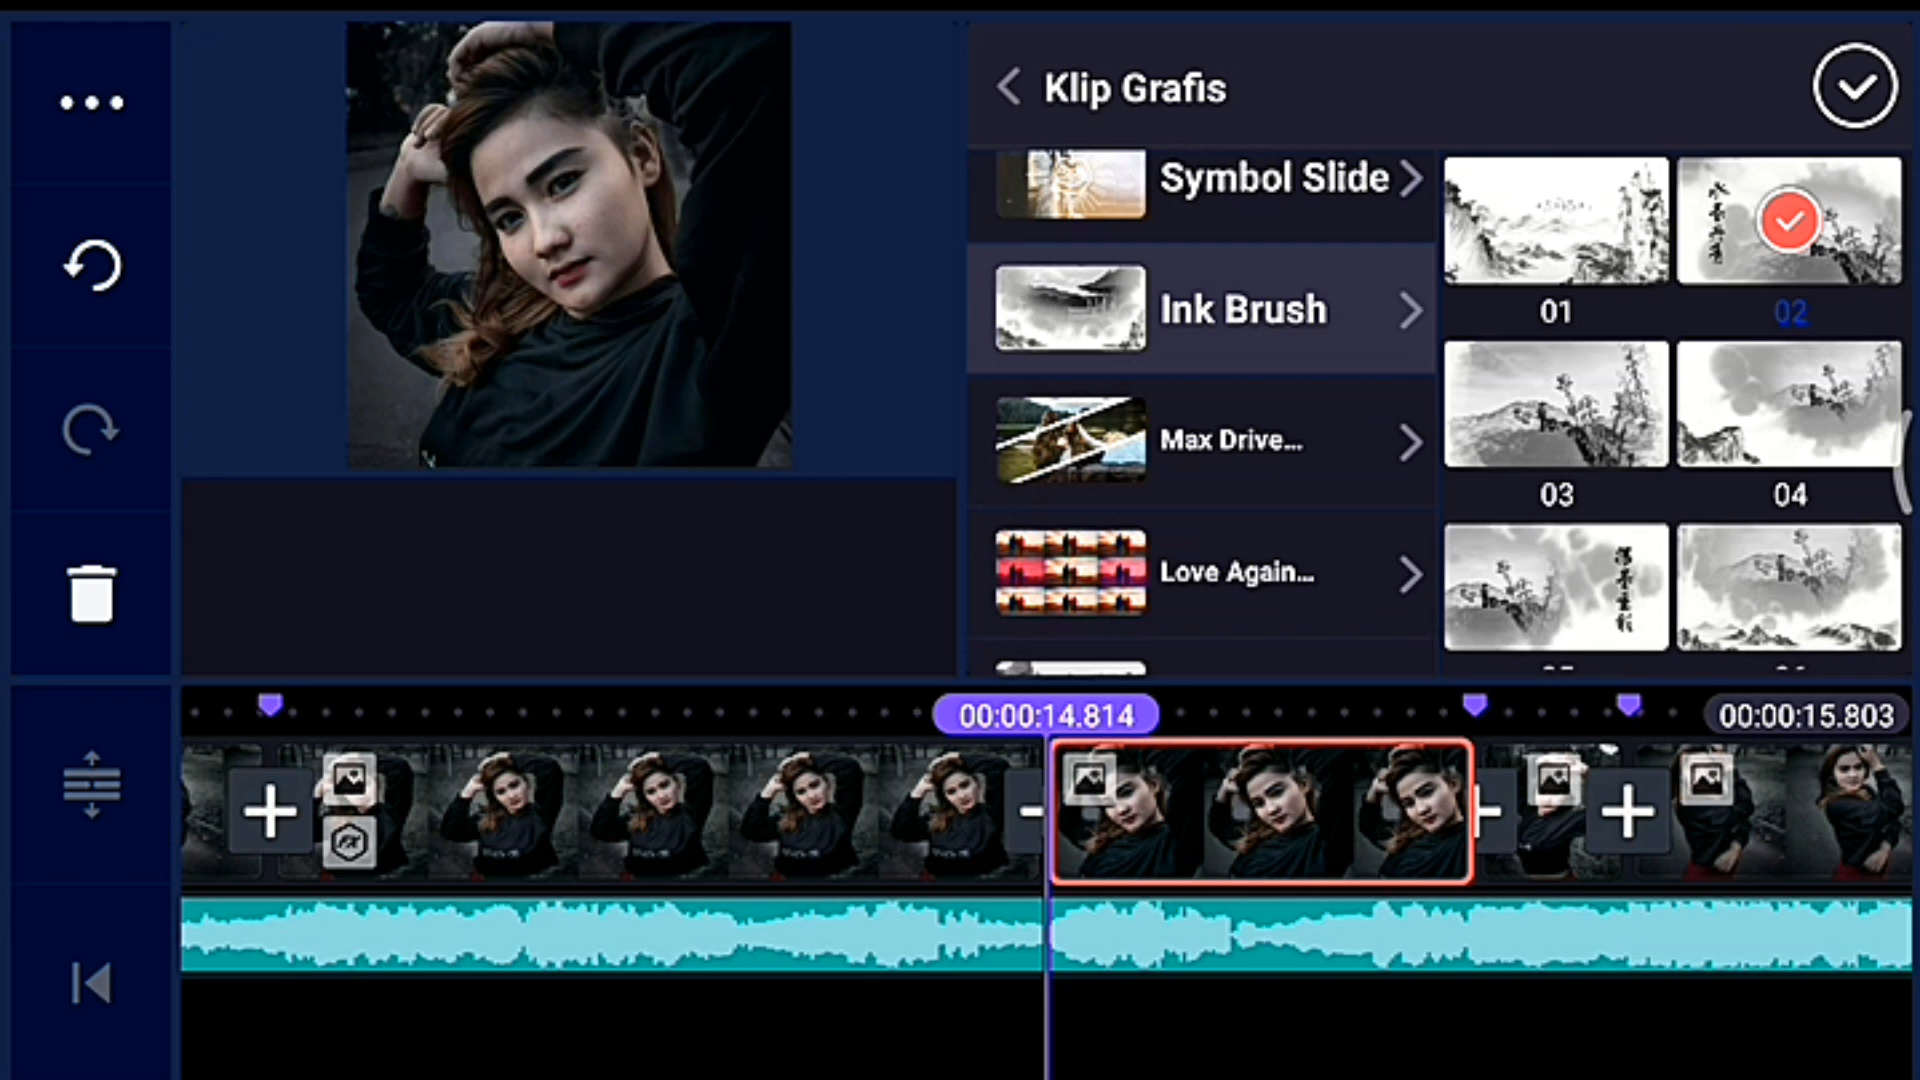 Klip Grafis
Symbol Slide
Ink Brush
Max Drive...
Love Again...
01
02
03
04
00:00:14.814
00:00:15.803